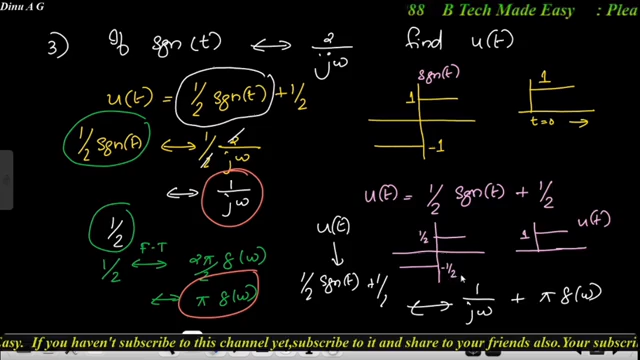 Dinu A G
88 B Tech Made Easy : Plea
3) If sgn(t) ↔ 2/jω find u(t)
u(t) = 1/2 sgn(t) + 1/2
sgn(t)
1
-1
1
t=0 →
1/2 sgn(t) ↔ 1/2 2/jω
↔ 1/jω
u(t) = 1/2 sgn(t) + 1/2
1/2
1/2 F.T ↔ 2π/2 δ(ω)
↔ π δ(ω)
u(t)
↓
1/2
-1/2
1
u(t)
1/2 sgn(t) + 1/2 ↔ 1/jω + π δ(ω)
Easy. If you haven't subscribe to this channel yet,subscribe to it and share to your friends also.Your subscri